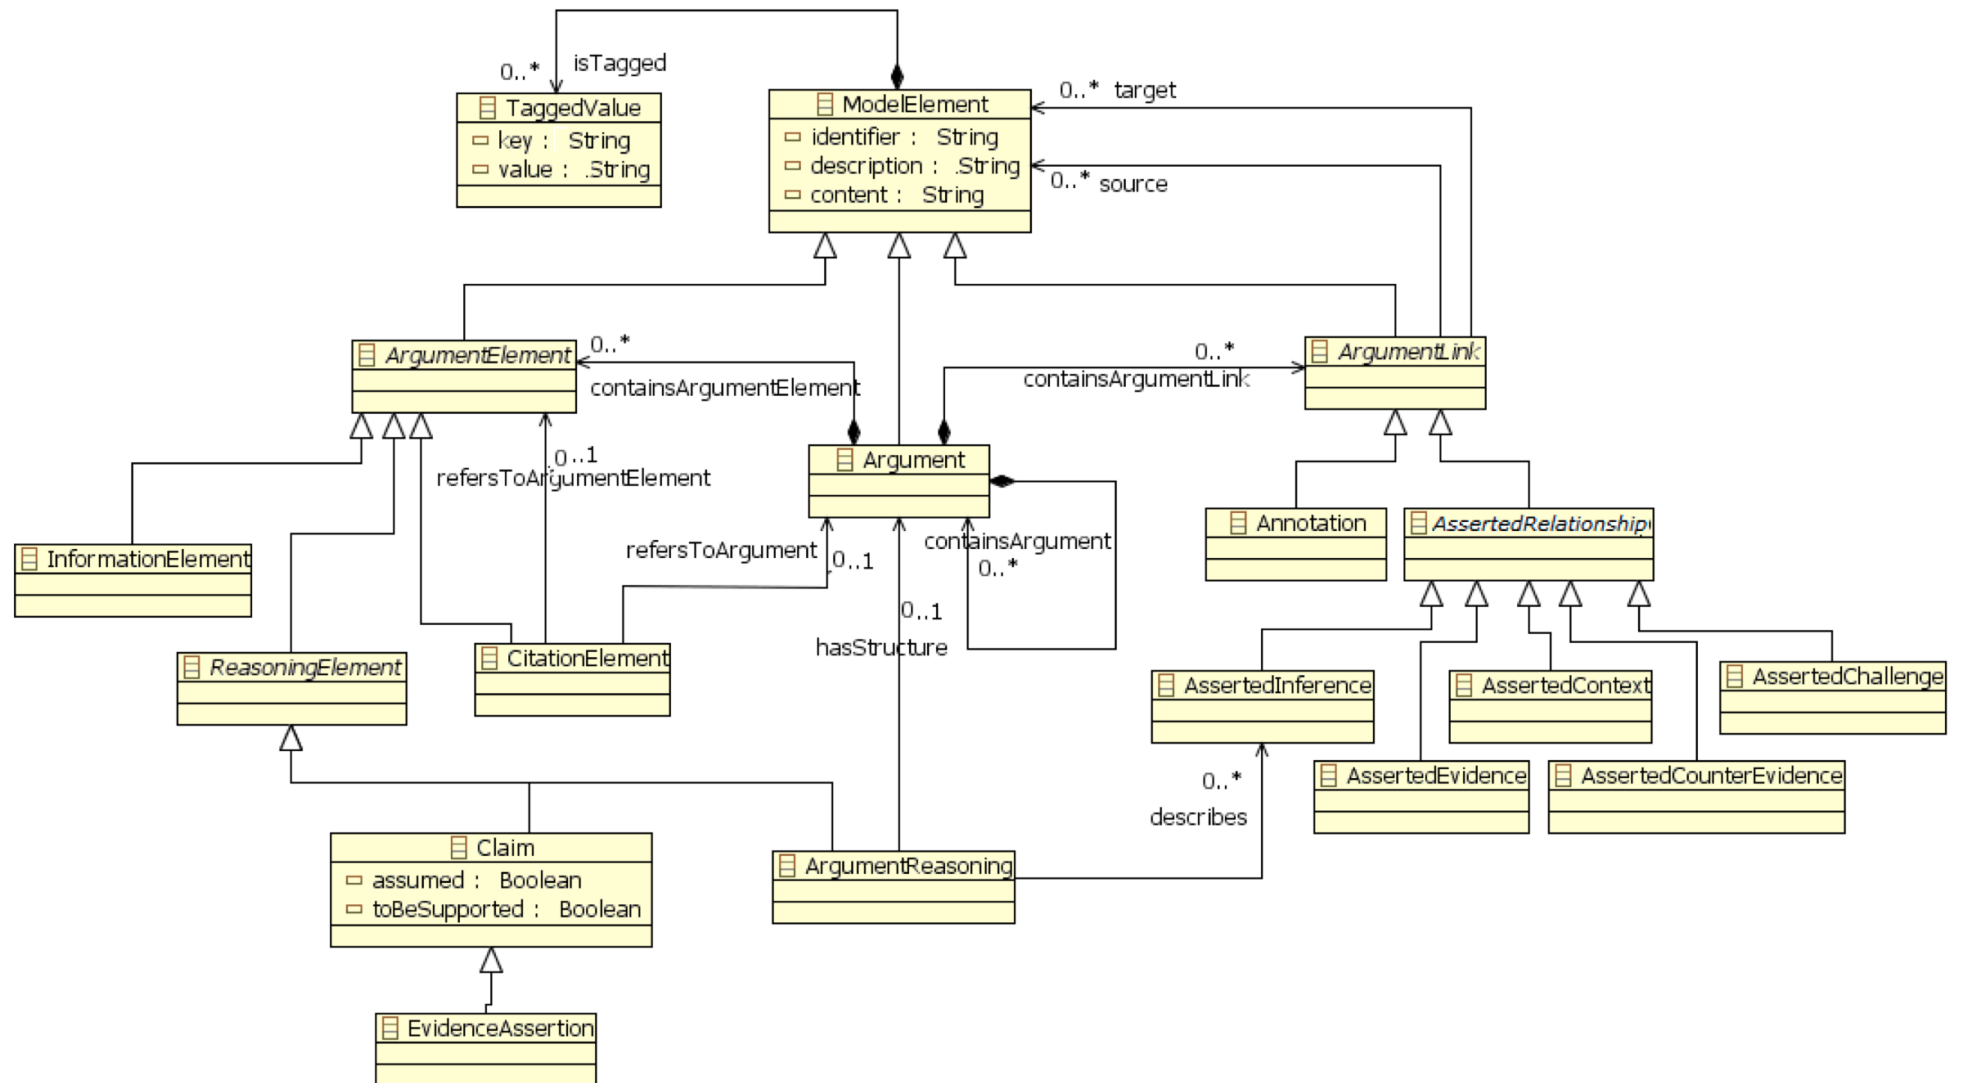 0..* isTagged
TaggedValue
key : String
value : .String
ModelElement
identifier : String
description : .String
content : String
0..* target
0..* source
ArgumentElement
0..*
containsArgumentElement
0..*
containsArgumentLink
ArgumentLink
0..1
refersToArgumentElement
Argument
Annotation
AssertedRelationship
InformationElement
refersToArgument
0..1
containsArgument
0..*
0..1
hasStructure
ReasoningElement
CitationElement
AssertedInference
AssertedContext
AssertedChallenge
0..*
describes
AssertedEvidence
AssertedCounterEvidence
Claim
assumed : Boolean
toBeSupported : Boolean
ArgumentReasoning
EvidenceAssertion